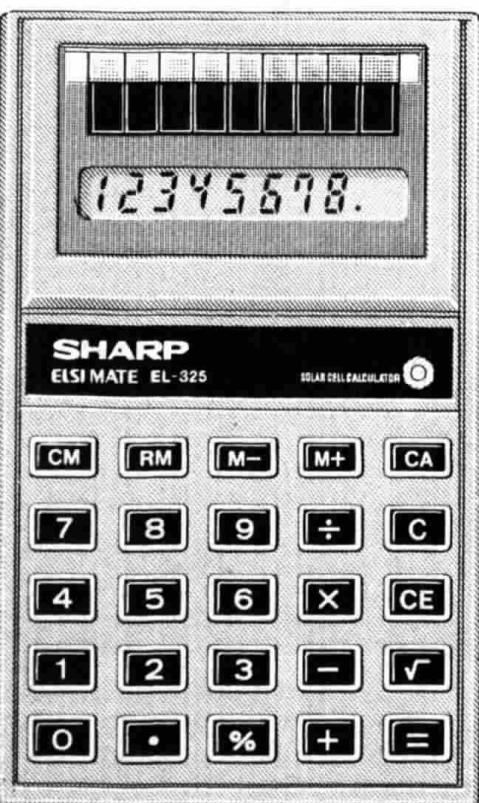 12345678.
SHARP
ELSI MATE EL-325 SOLAR CELL CALCULATOR
CM RM M− M+ CA
7 8 9 ÷ C
4 5 6 × CE
1 2 3 − √
0 . % + =